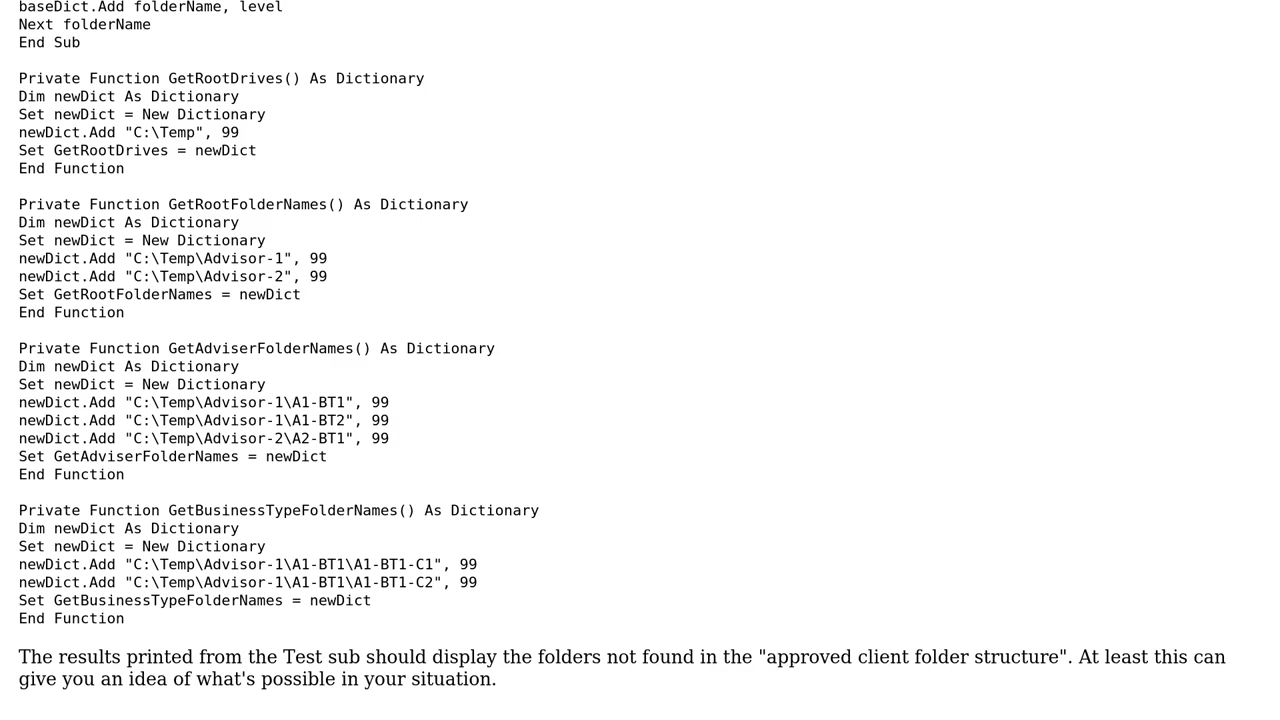 baseDict.Add folderName, level
Next folderName
End Sub

Private Function GetRootDrives() As Dictionary
Dim newDict As Dictionary
Set newDict = New Dictionary
newDict.Add "C:\Temp", 99
Set GetRootDrives = newDict
End Function

Private Function GetRootFolderNames() As Dictionary
Dim newDict As Dictionary
Set newDict = New Dictionary
newDict.Add "C:\Temp\Advisor-1", 99
newDict.Add "C:\Temp\Advisor-2", 99
Set GetRootFolderNames = newDict
End Function

Private Function GetAdviserFolderNames() As Dictionary
Dim newDict As Dictionary
Set newDict = New Dictionary
newDict.Add "C:\Temp\Advisor-1\A1-BT1", 99
newDict.Add "C:\Temp\Advisor-1\A1-BT2", 99
newDict.Add "C:\Temp\Advisor-2\A2-BT1", 99
Set GetAdviserFolderNames = newDict
End Function

Private Function GetBusinessTypeFolderNames() As Dictionary
Dim newDict As Dictionary
Set newDict = New Dictionary
newDict.Add "C:\Temp\Advisor-1\A1-BT1\A1-BT1-C1", 99
newDict.Add "C:\Temp\Advisor-1\A1-BT1\A1-BT1-C2", 99
Set GetBusinessTypeFolderNames = newDict
End Function

The results printed from the Test sub should display the folders not found in the "approved client folder structure". At least this can
give you an idea of what's possible in your situation.